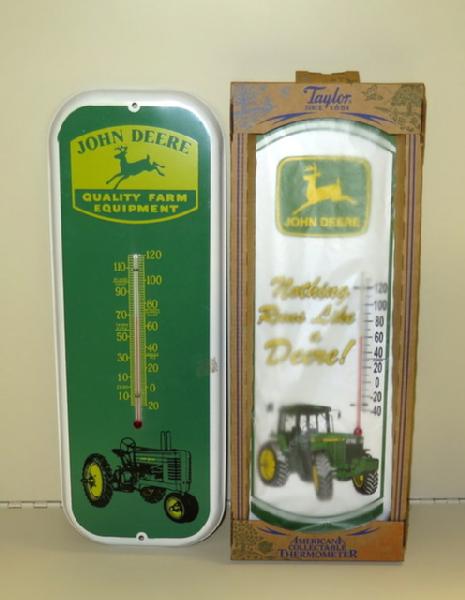 JOHN DEERE
QUALITY FARM
EQUIPMENT
120
110
100
90
80
70
60
50
40
30
20
10
0
10
20
Taylor
SINCE 1851
JOHN DEERE
Nothing
Runs Like
a
Deere!
120
100
80
60
40
20
0
-20
-40
AMERICANA
COLLECTABLE
THERMOMETER